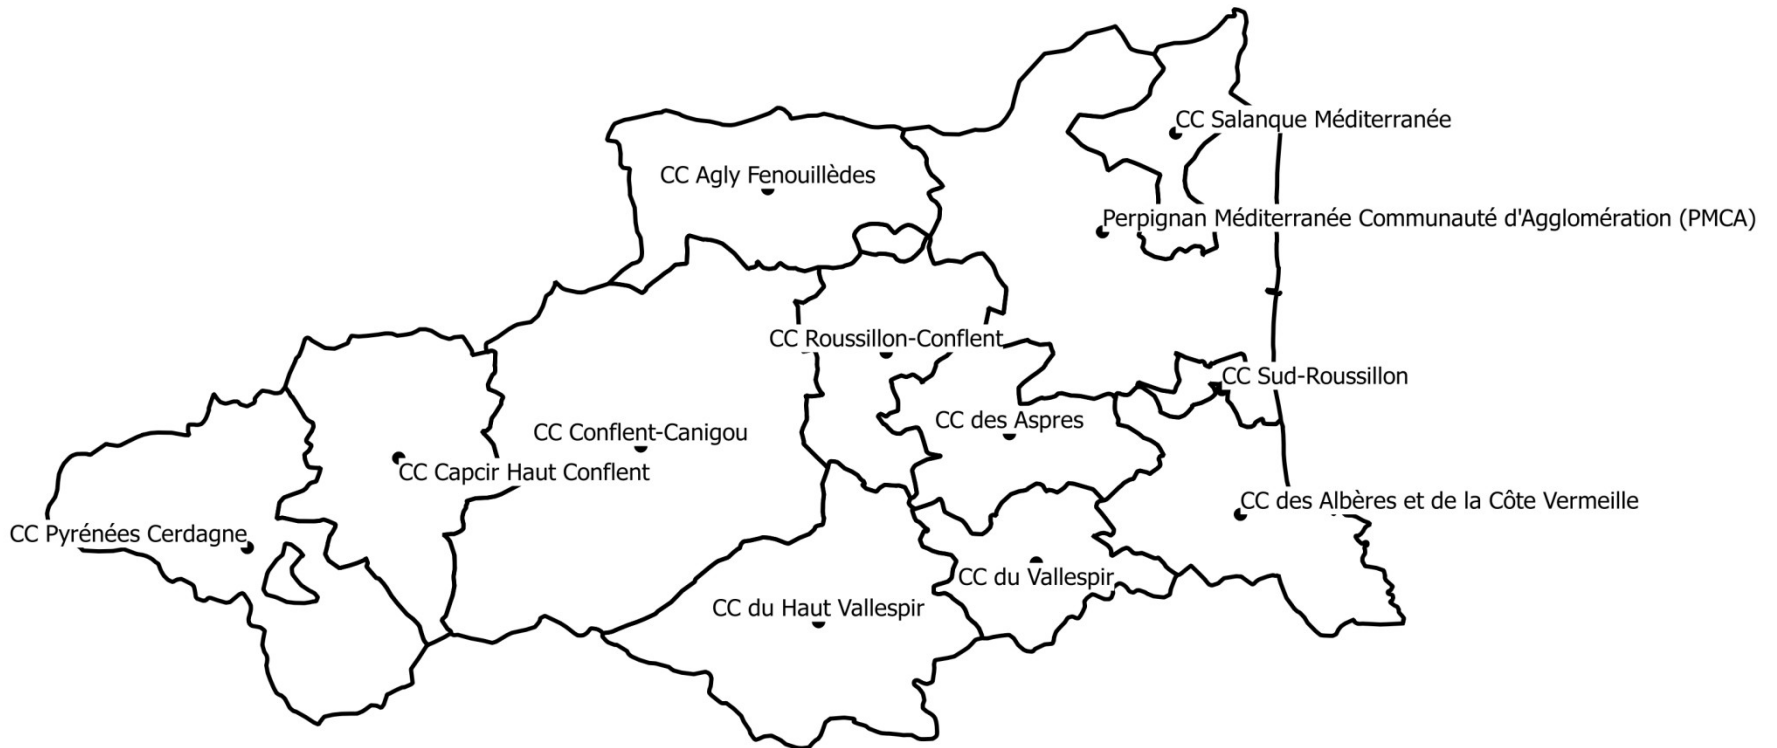 CC Salanque Méditerranée
CC Agly Fenouillèdes
Perpignan Méditerranée Communauté d'Agglomération (PMCA)
CC Roussillon-Conflent
CC Sud-Roussillon
CC des Aspres
CC Conflent-Canigou
CC Capcir Haut Conflent
CC des Albères et de la Côte Vermeille
CC Pyrénées Cerdagne
CC du Vallespir
CC du Haut Vallespir